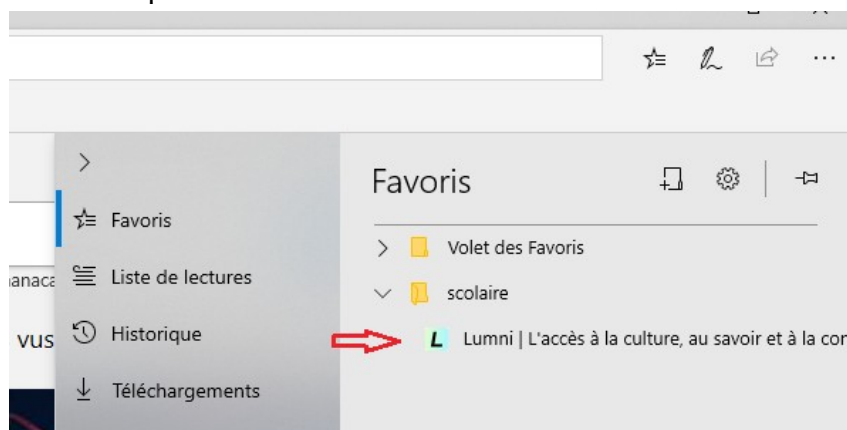 Favoris
Favoris
Liste de lectures
Historique
Téléchargements
Volet des Favoris
scolaire
L Lumni | L'accès à la culture, au savoir et à la con
anaca
vus